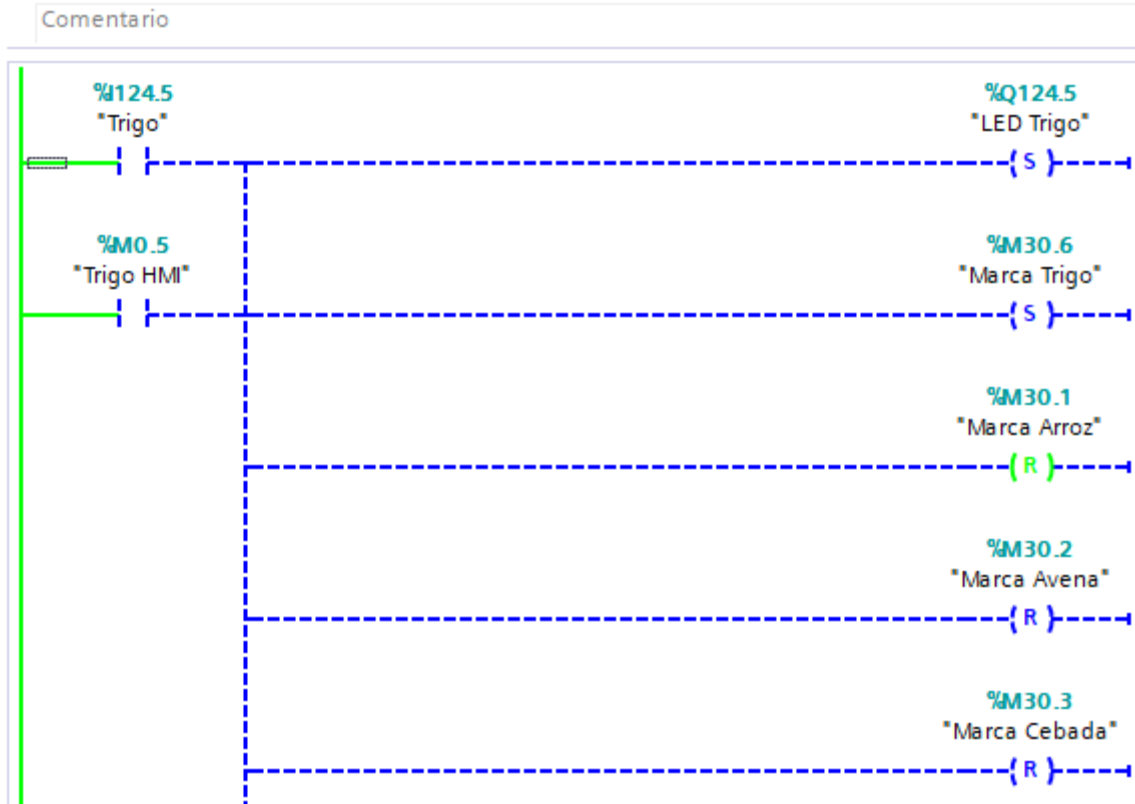 Comentario
%I124.5
"Trigo"
%Q124.5
"LED Trigo"
S
%M0.5
"Trigo HMI"
%M30.6
"Marca Trigo"
S
%M30.1
"Marca Arroz"
R
%M30.2
"Marca Avena"
R
%M30.3
"Marca Cebada"
R